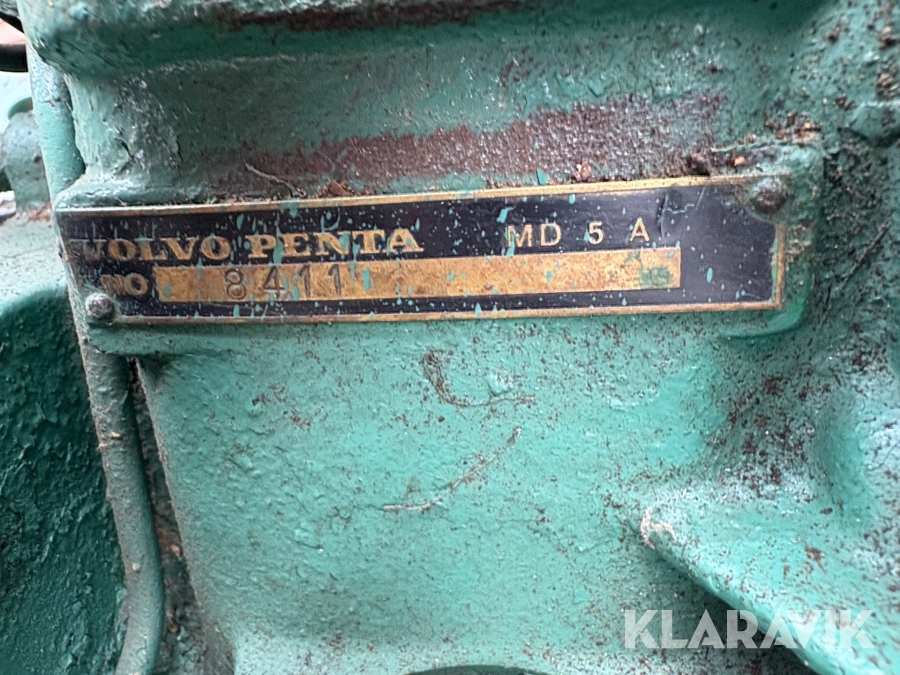 VOLVO PENTA MD 5 A
NO 8411
KLARAVIK